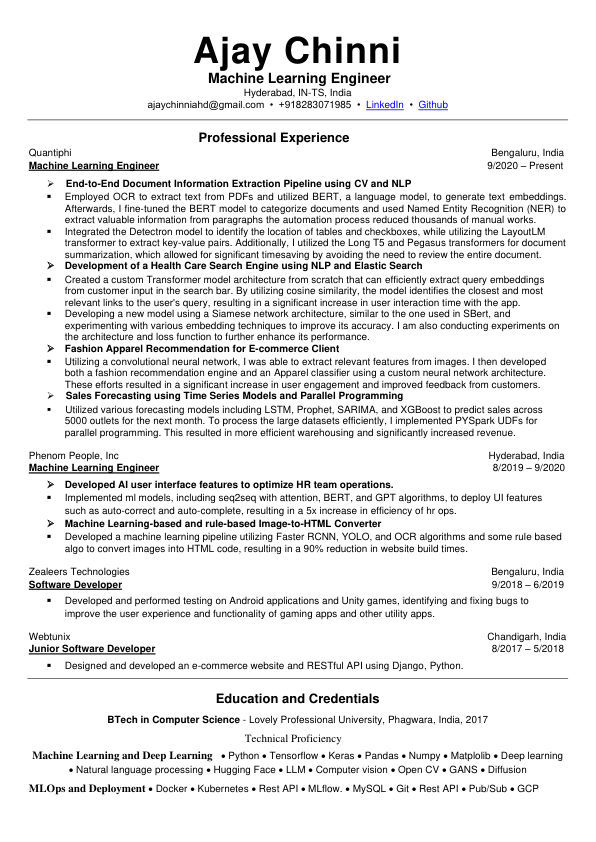 Ajay Chinni
Machine Learning Engineer
Hyderabad, IN-TS, India
ajaychinniahd@gmail.com • +918283071985 • LinkedIn • Github
Professional Experience
Quantiphi Bengaluru, India
Machine Learning Engineer 9/2020 – Present
➢ End-to-End Document Information Extraction Pipeline using CV and NLP
▪ Employed OCR to extract text from PDFs and utilized BERT, a language model, to generate text embeddings.
Afterwards, I fine-tuned the BERT model to categorize documents and used Named Entity Recognition (NER) to
extract valuable information from paragraphs the automation process reduced thousands of manual works.
▪ Integrated the Detectron model to identify the location of tables and checkboxes, while utilizing the LayoutLM
transformer to extract key-value pairs. Additionally, I utilized the Long T5 and Pegasus transformers for document
summarization, which allowed for significant timesaving by avoiding the need to review the entire document.
➢ Development of a Health Care Search Engine using NLP and Elastic Search
▪ Created a custom Transformer model architecture from scratch that can efficiently extract query embeddings
from customer input in the search bar. By utilizing cosine similarity, the model identifies the closest and most
relevant links to the user's query, resulting in a significant increase in user interaction time with the app.
▪ Developing a new model using a Siamese network architecture, similar to the one used in SBert, and
experimenting with various embedding techniques to improve its accuracy. I am also conducting experiments on
the architecture and loss function to further enhance its performance.
➢ Fashion Apparel Recommendation for E-commerce Client
▪ Utilizing a convolutional neural network, I was able to extract relevant features from images. I then developed
both a fashion recommendation engine and an Apparel classifier using a custom neural network architecture.
These efforts resulted in a significant increase in user engagement and improved feedback from customers.
➢ Sales Forecasting using Time Series Models and Parallel Programming
▪ Utilized various forecasting models including LSTM, Prophet, SARIMA, and XGBoost to predict sales across
5000 outlets for the next month. To process the large datasets efficiently, I implemented PYSpark UDFs for
parallel programming. This resulted in more efficient warehousing and significantly increased revenue.
Phenom People, Inc Hyderabad, India
Machine Learning Engineer 8/2019 – 9/2020
➢ Developed AI user interface features to optimize HR team operations.
▪ Implemented ml models, including seq2seq with attention, BERT, and GPT algorithms, to deploy UI features
such as auto-correct and auto-complete, resulting in a 5x increase in efficiency of hr ops.
➢ Machine Learning-based and rule-based Image-to-HTML Converter
▪ Developed a machine learning pipeline utilizing Faster RCNN, YOLO, and OCR algorithms and some rule based
algo to convert images into HTML code, resulting in a 90% reduction in website build times.
Zealeers Technologies Bengaluru, India
Software Developer 9/2018 – 6/2019
▪ Developed and performed testing on Android applications and Unity games, identifying and fixing bugs to
improve the user experience and functionality of gaming apps and other utility apps.
Webtunix Chandigarh, India
Junior Software Developer 8/2017 – 5/2018
▪ Designed and developed an e-commerce website and RESTful API using Django, Python.
Education and Credentials
BTech in Computer Science - Lovely Professional University, Phagwara, India, 2017
Technical Proficiency
Machine Learning and Deep Learning • Python • Tensorflow • Keras • Pandas • Numpy • Matplolib • Deep learning
• Natural language processing • Hugging Face • LLM • Computer vision • Open CV • GANS • Diffusion
MLOps and Deployment • Docker • Kubernetes • Rest API • MLflow. • MySQL • Git • Rest API • Pub/Sub • GCP